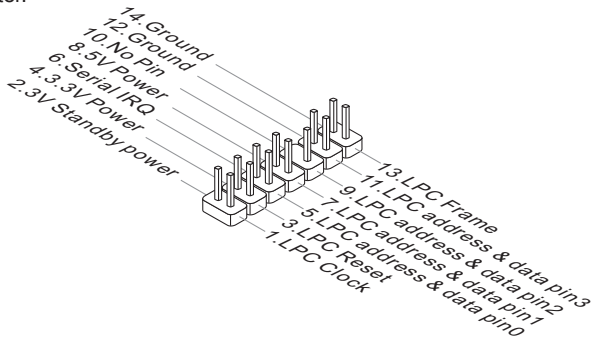 14.Ground
12.Ground
10.No Pin
8.5V Power
6.Serial IRQ
4.3.3V Power
2.3V Standby power
13.LPC Frame
11.LPC address & data pin3
9.LPC address & data pin2
7.LPC address & data pin1
5.LPC address & data pin0
3.LPC Reset
1.LPC Clock